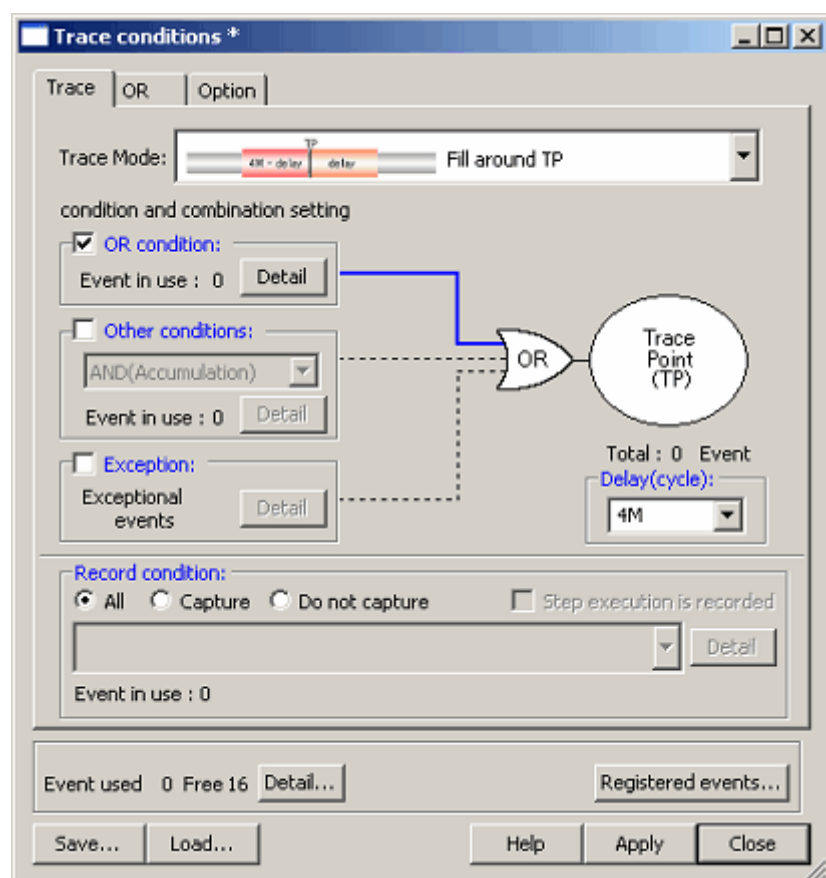 Trace conditions *
Trace OR Option
Trace Mode: TP 4M - delay delay Fill around TP
condition and combination setting
OR condition:
Event in use : 0 Detail
Other conditions:
AND(Accumulation)
Event in use : 0 Detail
Exception:
Exceptional
events Detail
OR
Trace
Point
(TP)
Total : 0 Event
Delay(cycle):
4M
Record condition:
All Capture Do not capture Step execution is recorded
Detail
Event in use : 0
Event used 0 Free 16 Detail... Registered events...
Save... Load... Help Apply Close